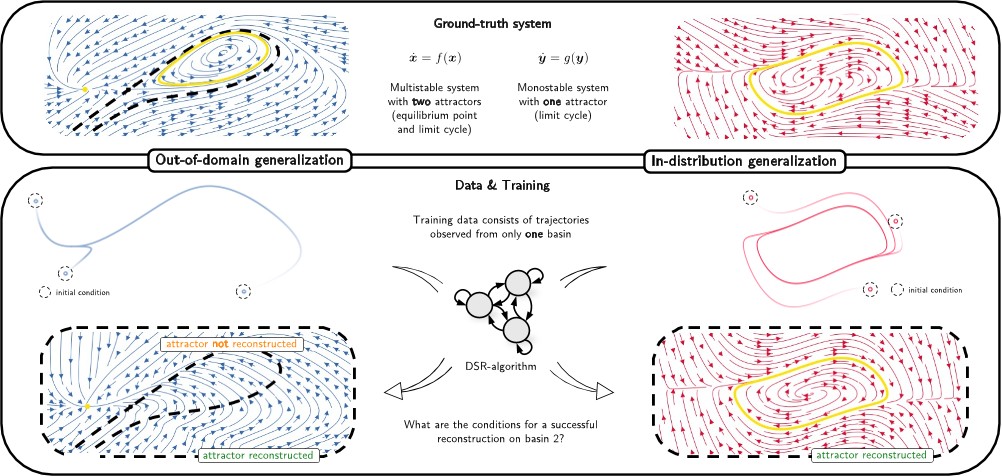 Ground-truth system
ẋ = f(x)
ẏ = g(y)
Multistable system
with two attractors
(equilibrium point
and limit cycle)
Monostable system
with one attractor
(limit cycle)
Out-of-domain generalization
In-distribution generalization
Data & Training
Training data consists of trajectories
observed from only one basin
initial condition
initial condition
DSR-algorithm
attractor not reconstructed
attractor reconstructed
What are the conditions for a successful
reconstruction on basin 2?
attractor reconstructed